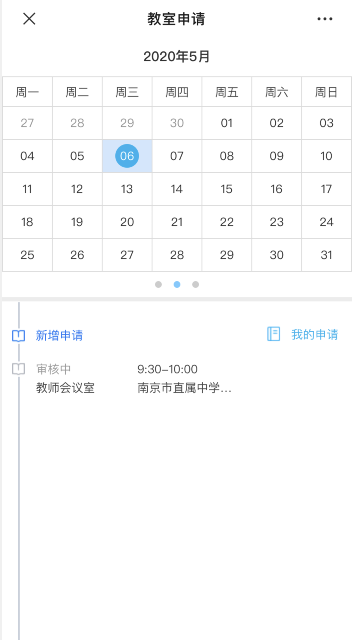 教室申请
2020年5月
周一 周二 周三 周四 周五 周六 周日
27 28 29 30 01 02 03
04 05 06 07 08 09 10
11 12 13 14 15 16 17
18 19 20 21 22 23 24
25 26 27 28 29 30 31
新增申请 我的申请
审核中 9:30-10:00
教师会议室 南京市直属中学...